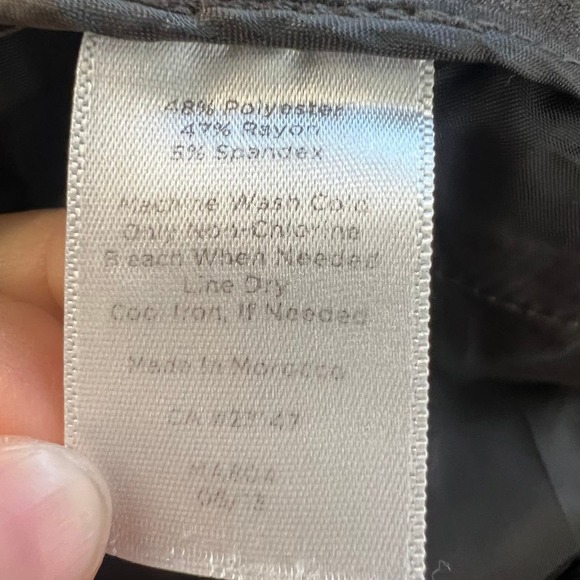 48% Polyester
47% Rayon
5% Spandex
Machine Wash Cold
Only Non-Chlorine
Bleach When Needed
Line Dry
Cool Iron, If Needed
Made In Morocco
CA #